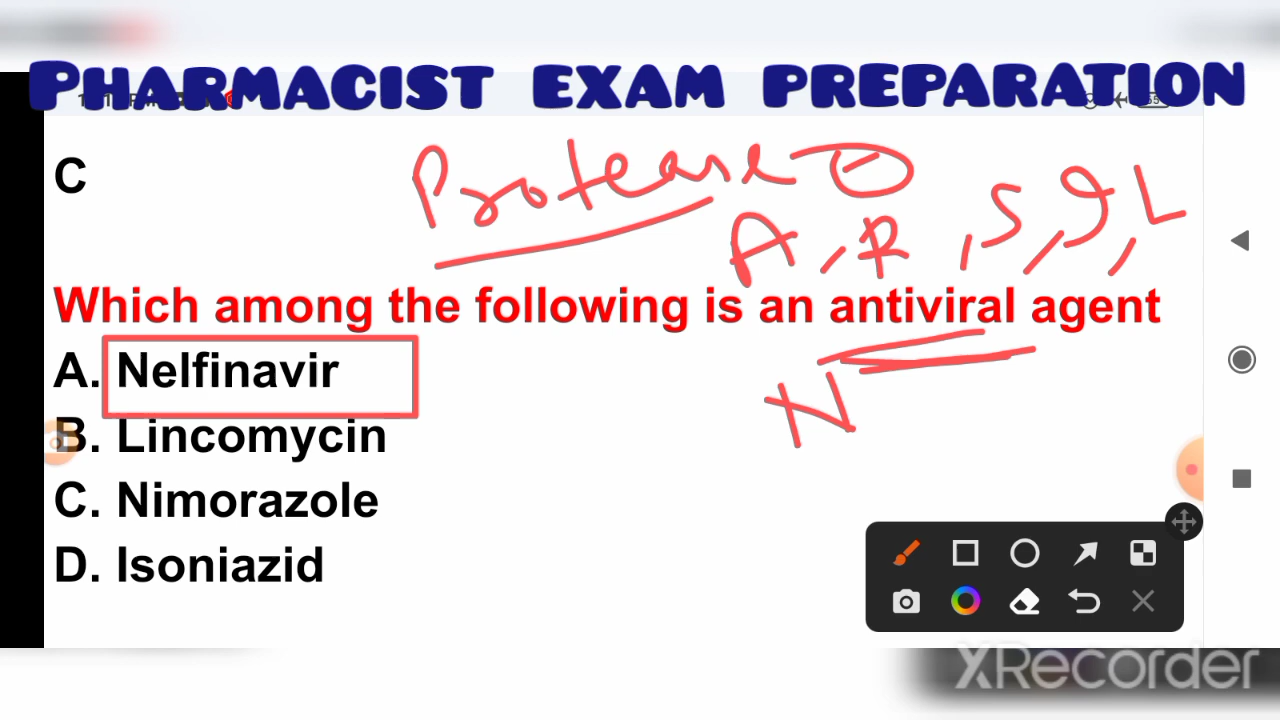 PHARMACIST EXAM PREPARATION
C
Protease
A, R, S, I, L
Which among the following is an antiviral agent
A. Nelfinavir
N
B. Lincomycin
C. Nimorazole
D. Isoniazid
XRecorder